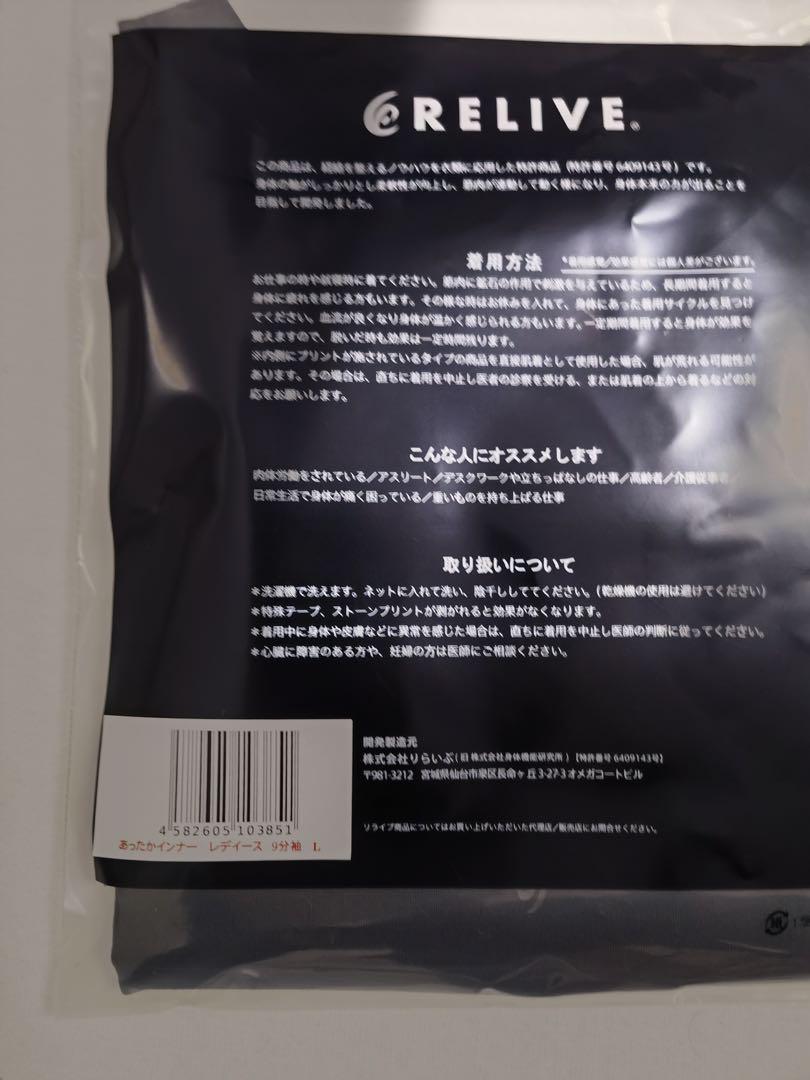 RELIVE
この商品は、組織を整えるノウハウを衣類に応用した特許商品(特許番号6409143号)です。
身体の軸がしっかりとし柔軟性が向上し、筋肉が連動して動く様になり、身体本来の力が出ることを
目指して開発しました。
着用方法
*着用感覚/効果感覚には個人差がございます。
お仕事の時や就寝時に着てください。筋肉に鉱石の作用で刺激を与えているため、長期間着用すると
身体に疲れを感じる方もいます。その様な時はお休みを入れて、身体にあった着用サイクルを見つけ
てください。血流が良くなり身体が温かく感じられる方もいます。一定期間着用すると身体が効果を
覚えますので、脱いだ時も効果は一定時間残ります。
※内側にプリントが施されているタイプの商品を直接肌着として使用した場合、肌が荒れる可能性が
あります。その場合は、直ちに着用を中止し医者の診察を受ける、または肌着の上から着るなどの対
応をお願いします。
こんな人にオススメします
肉体労働をされている/アスリート/デスクワークや立ちっぱなしの仕事/高齢者/介護従事者/
日常生活で身体が痛く困っている/重いものを持ち上げる仕事
取り扱いについて
*洗濯機で洗えます。ネットに入れて洗い、陰干ししてください。(乾燥機の使用は避けてください)
*特殊テープ、ストーンプリントが剥がれると効果がなくなります。
*着用中に身体や皮膚などに異常を感じた場合は、直ちに着用を中止し医師の判断に従ってください。
*心臓に障害のある方や、妊婦の方は医師にご相談ください。
開発製造元
株式会社りらいぶ(旧 株式会社身体機能研究所)【特許番号6409143号】
〒981-3212 宮城県仙台市泉区長命ヶ丘3-27-3オメガコートビル
リライブ商品についてはお買い上げいただいた代理店/販売店にお問合せください。
4 582605 103851
あったかインナー レディース 9分袖 L